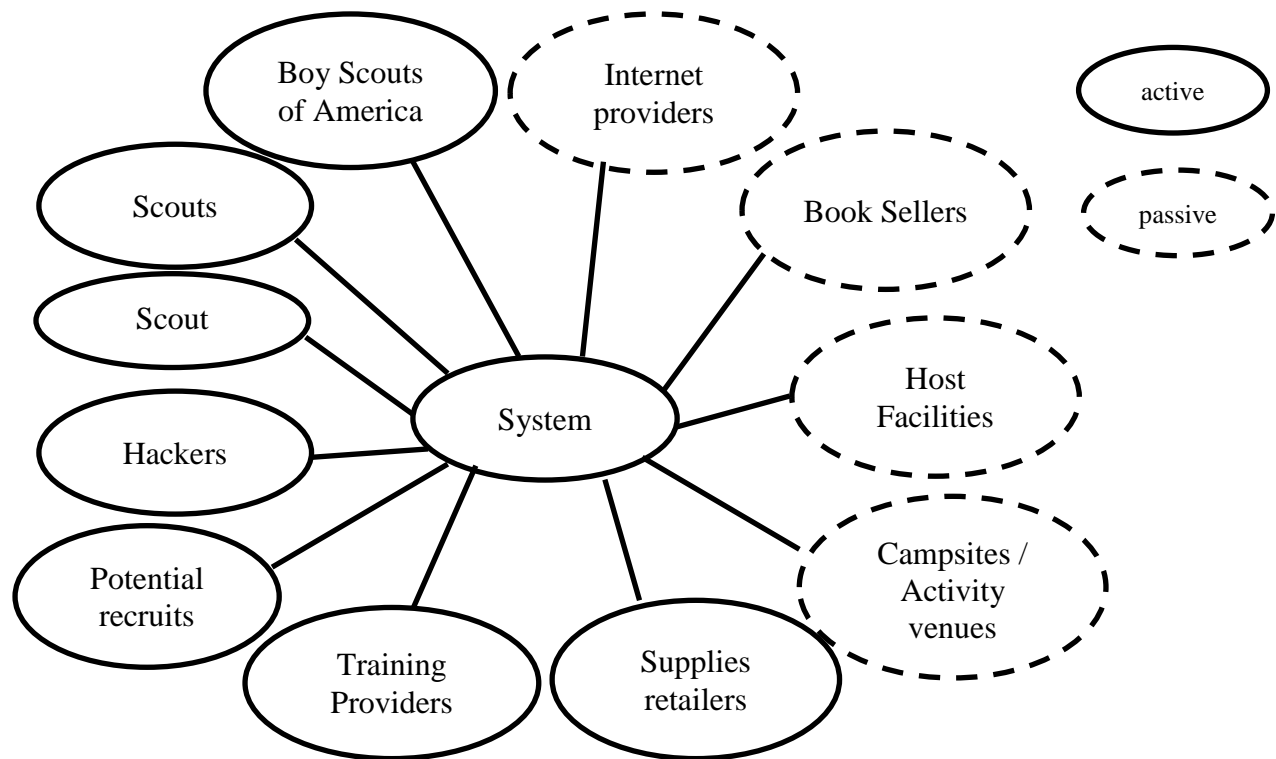 Boy Scouts
of America
Internet
providers
active
Scouts
Book Sellers
passive
Scout
Host
Facilities
System
Hackers
Potential
recruits
Campsites /
Activity
venues
Training
Providers
Supplies
retailers